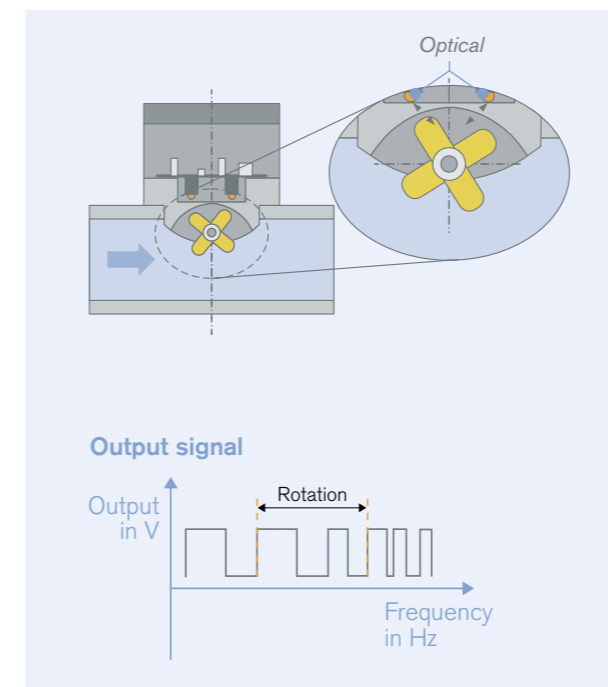 Optical
Output signal
Output
in V
Rotation
Frequency
in Hz